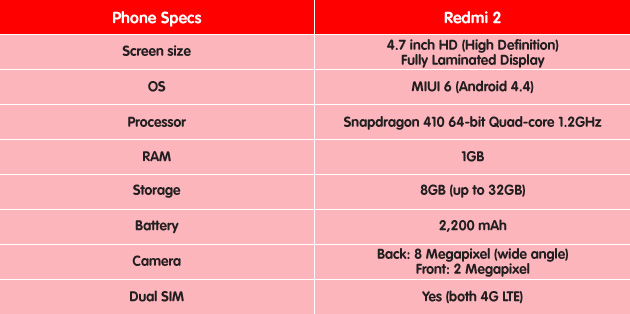 Phone Specs Redmi 2
Screen size 4.7 inch HD (High Definition)
Fully Laminated Display
OS MIUI 6 (Android 4.4)
Processor Snapdragon 410 64-bit Quad-core 1.2GHz
RAM 1GB
Storage 8GB (up to 32GB)
Battery 2,200 mAh
Camera Back: 8 Megapixel (wide angle)
Front: 2 Megapixel
Dual SIM Yes (both 4G LTE)